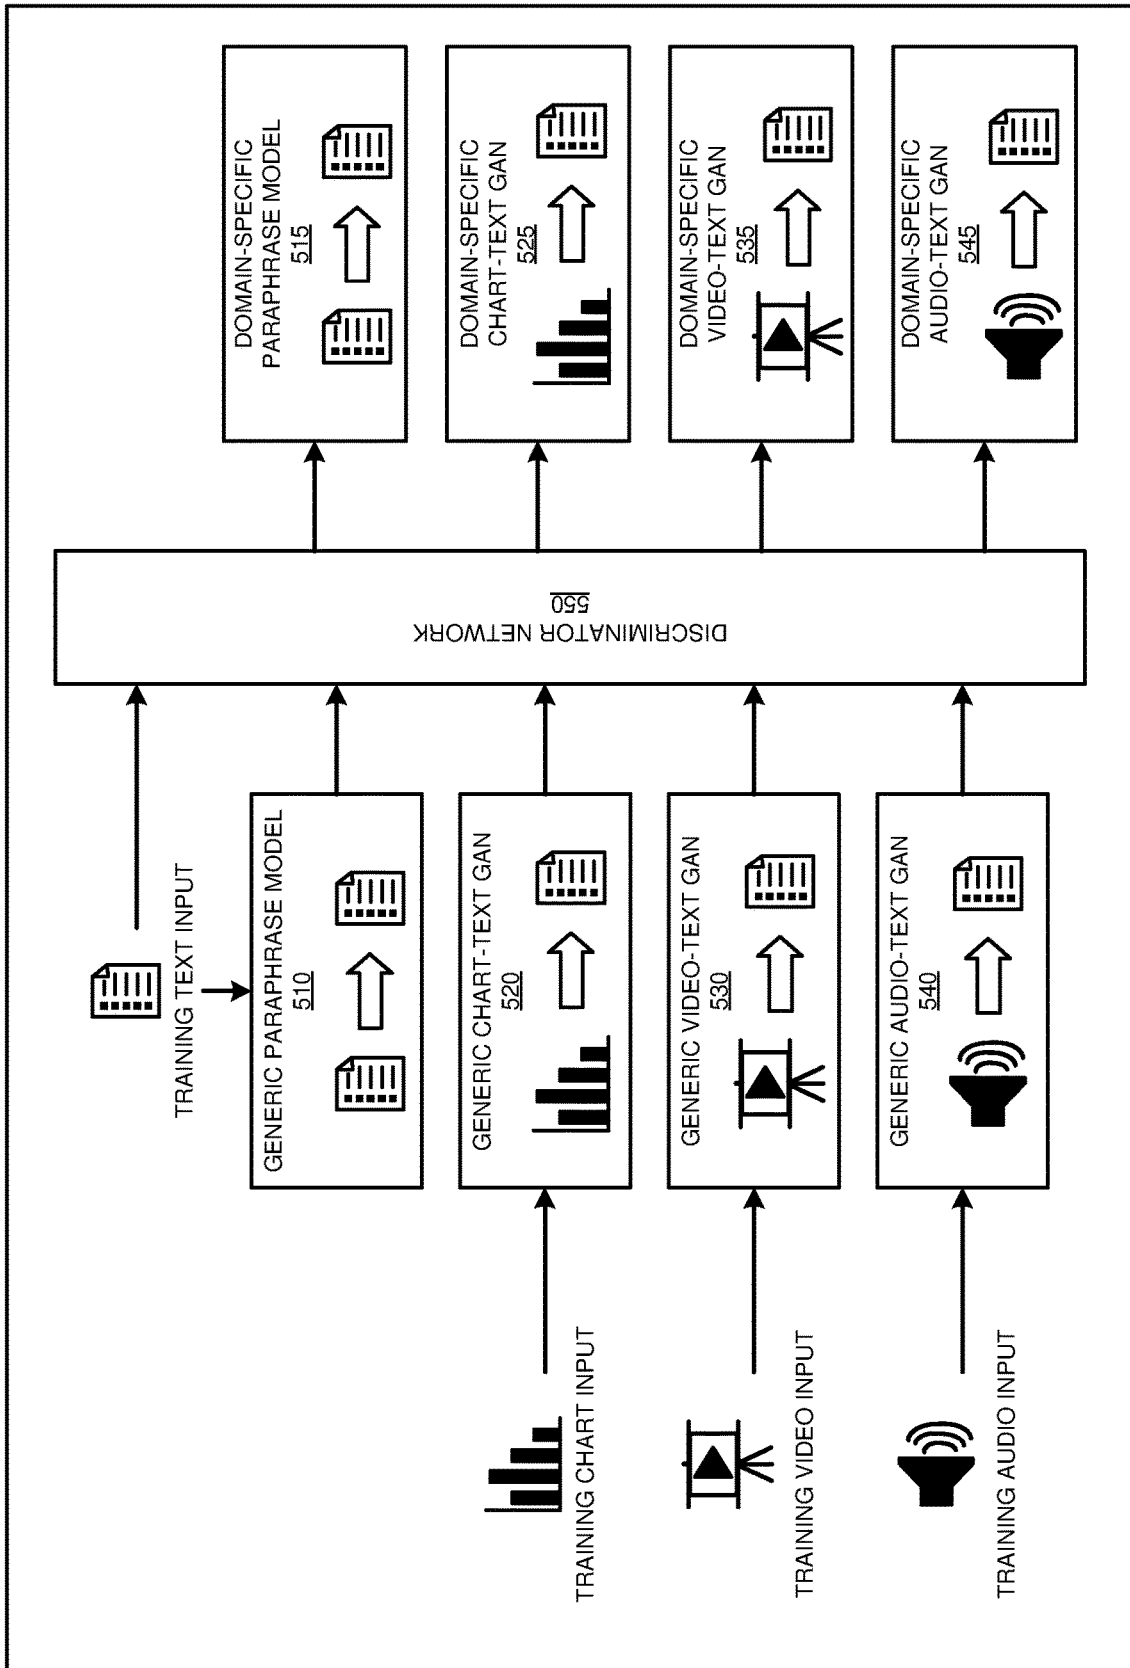 TRAINING TEXT INPUT
TRAINING CHART INPUT
TRAINING VIDEO INPUT
TRAINING AUDIO INPUT
GENERIC PARAPHRASE MODEL
510
GENERIC CHART-TEXT GAN
520
GENERIC VIDEO-TEXT GAN
530
GENERIC AUDIO-TEXT GAN
540
DISCRIMINATOR NETWORK
550
DOMAIN-SPECIFIC
PARAPHRASE MODEL
515
DOMAIN-SPECIFIC
CHART-TEXT GAN
525
DOMAIN-SPECIFIC
VIDEO-TEXT GAN
535
DOMAIN-SPECIFIC
AUDIO-TEXT GAN
545